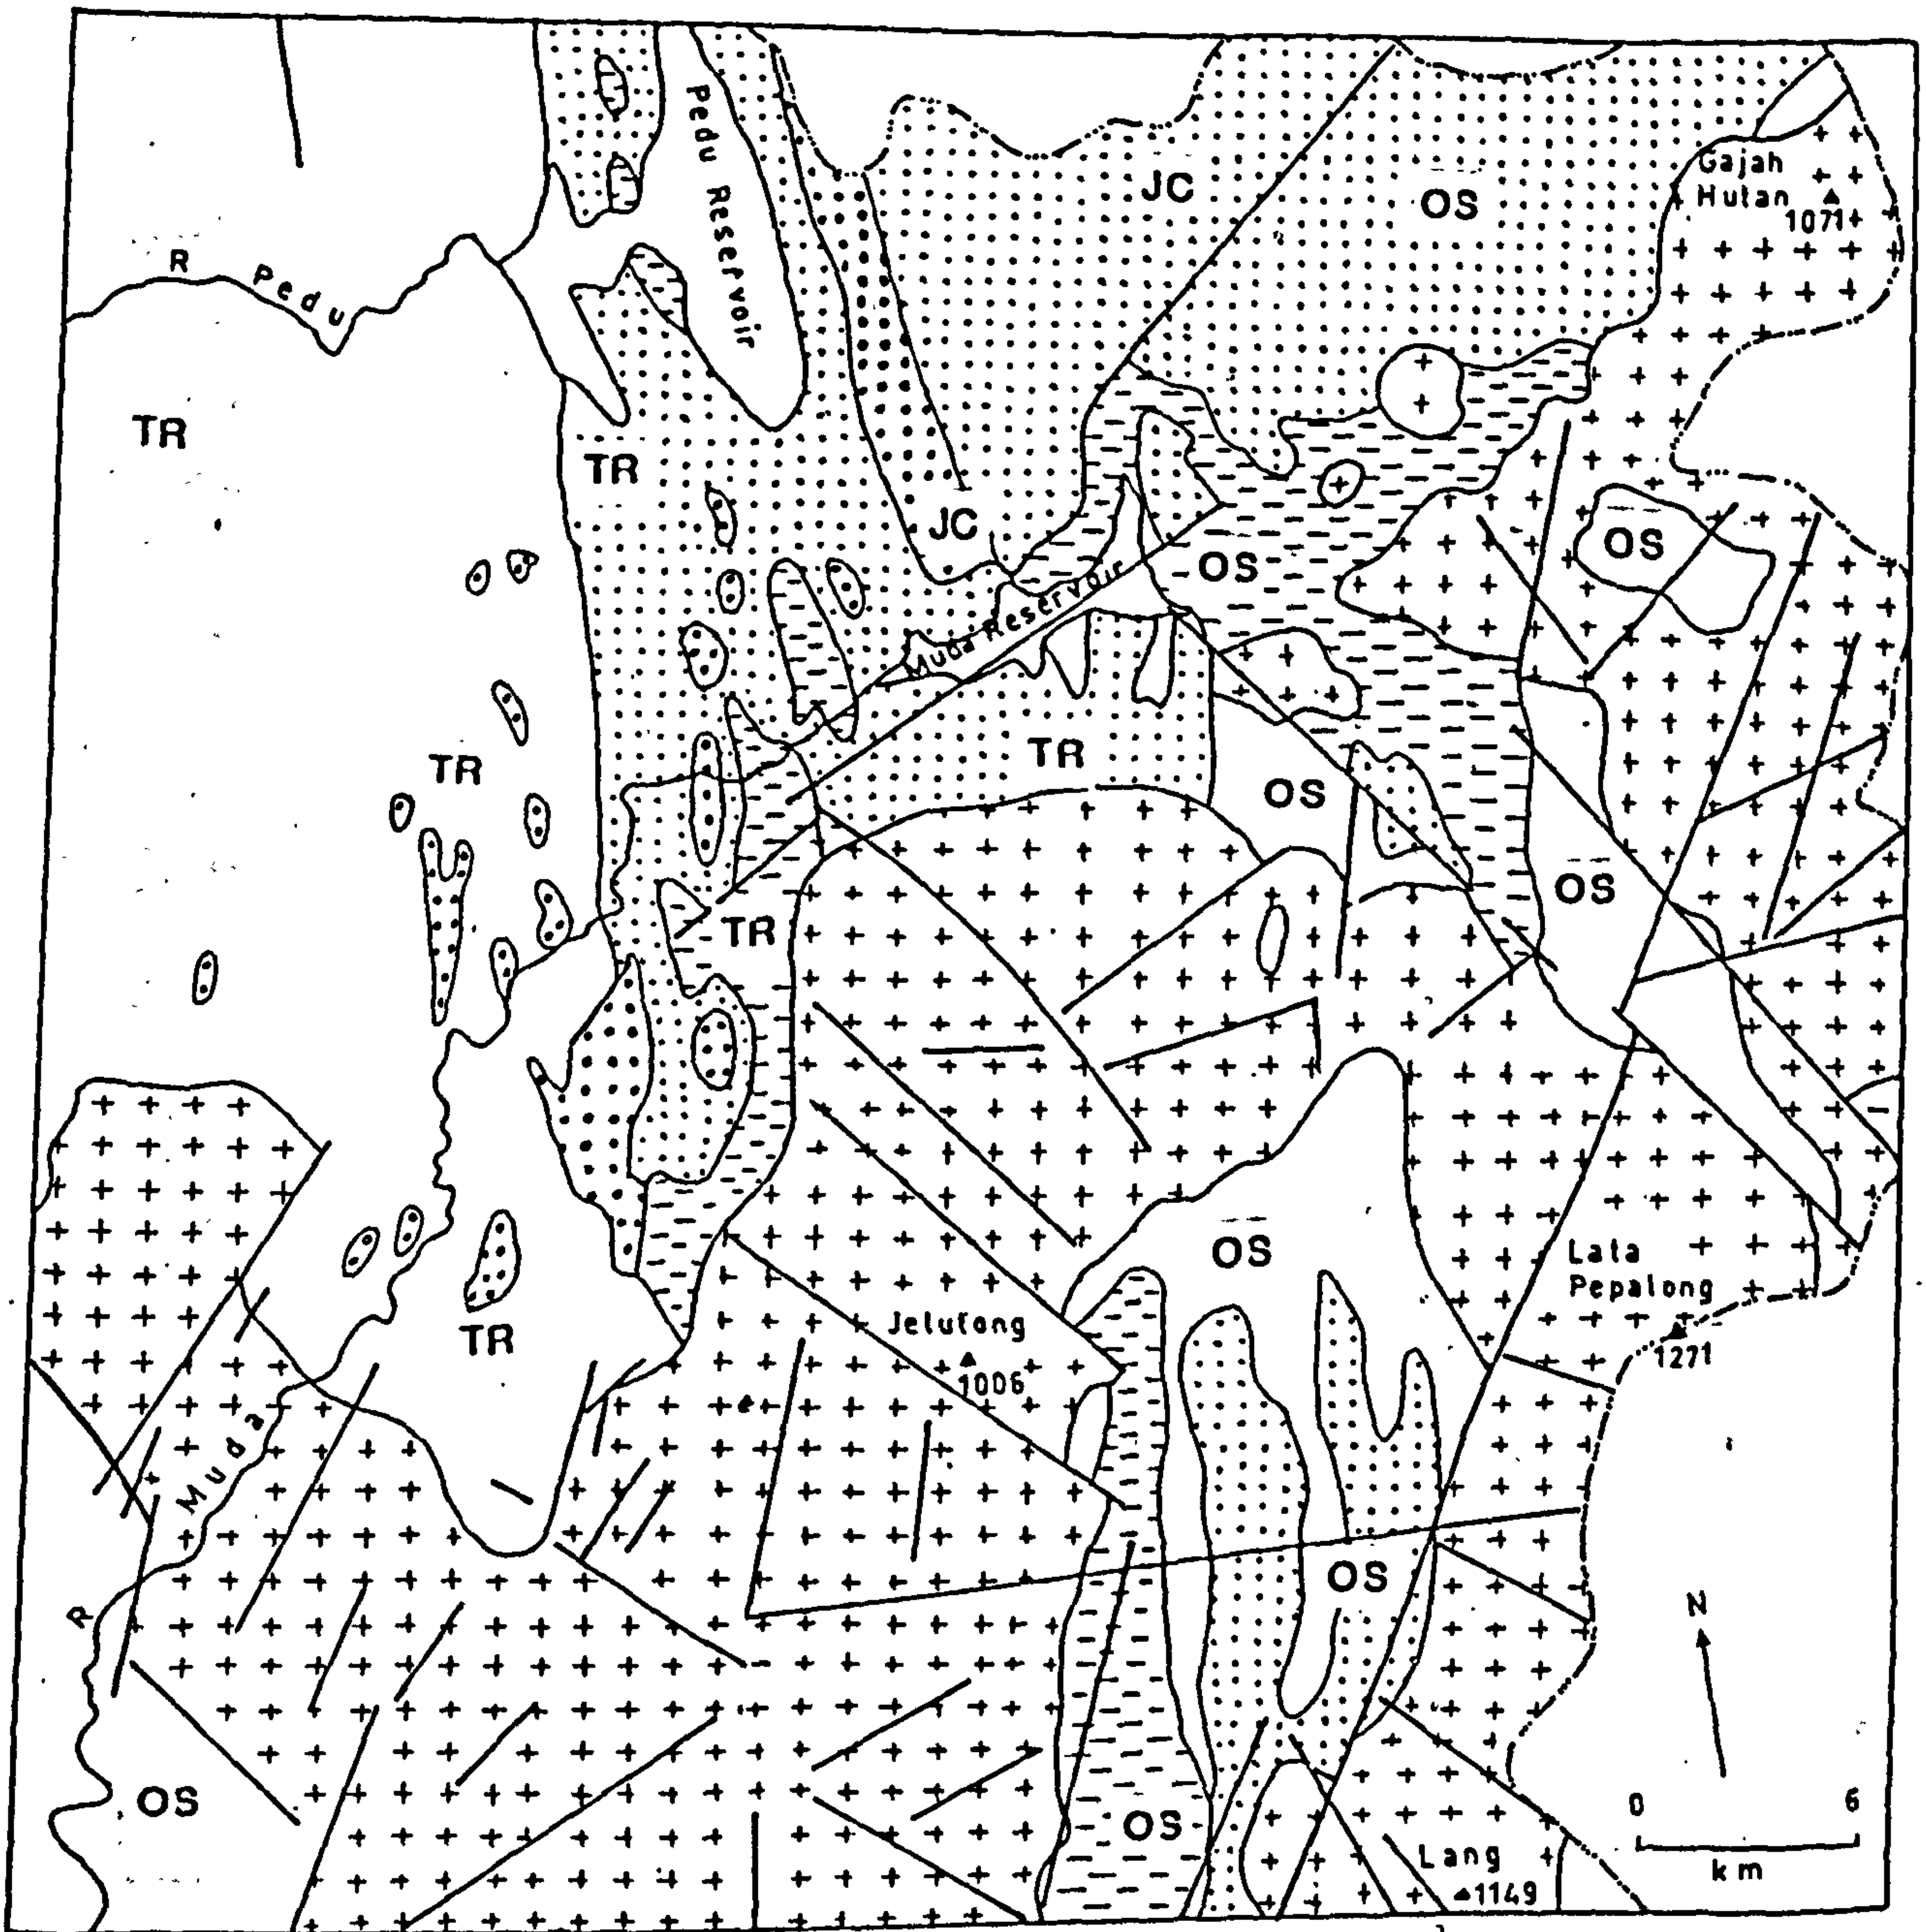 Pedu Reservoir
JC
OS
Gajah
Hutan
1071
R Pedu
TR
TR
JC
OS
OS
Muda Reservoir
TR
TR
OS
OS
TR
OS
Lata
Pepalong
1271
TR
Jelutong
1006
R Muda
OS
N
OS
OS
Lang
1149
0 6
km